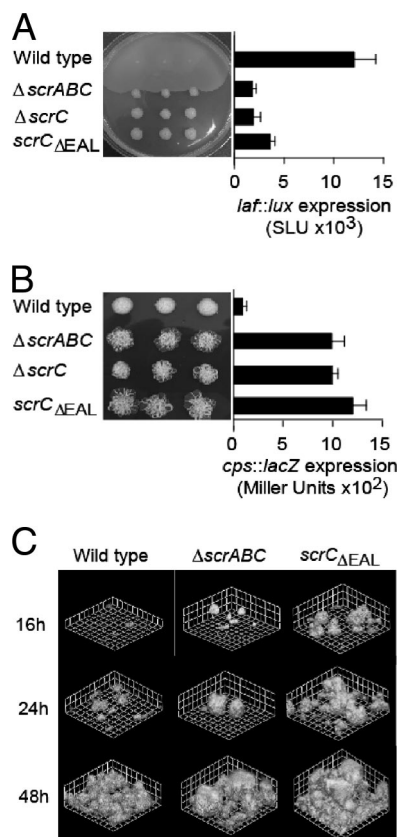 A
Wild type
ΔscrABC
ΔscrC
scrCΔEAL
0 5 10 15
laf::lux expression
(SLU x10³)
B
Wild type
ΔscrABC
ΔscrC
scrCΔEAL
0 5 10 15
cps::lacZ expression
(Miller Units x10²)
C
Wild type ΔscrABC scrCΔEAL
16h
24h
48h